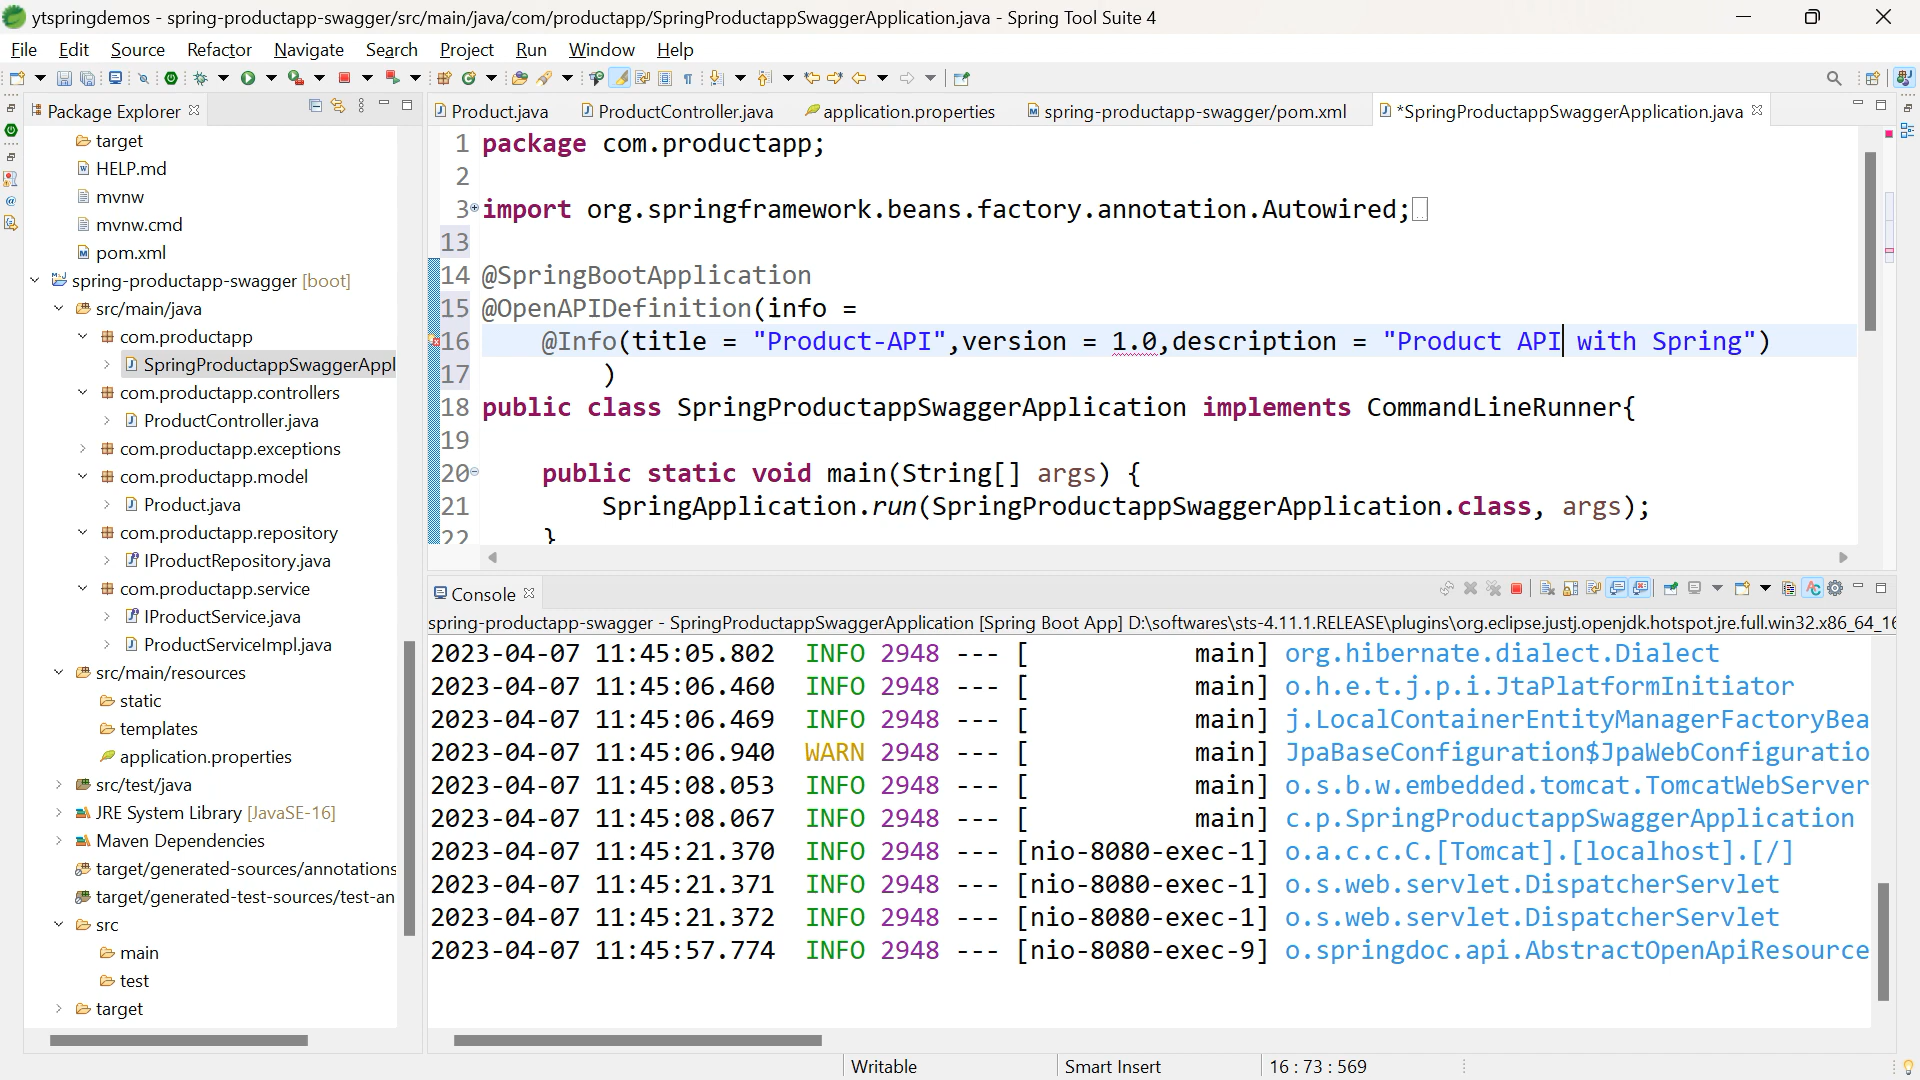 ytspringdemos - spring-productapp-swagger/src/main/java/com/productapp/SpringProductappSwaggerApplication.java - Spring Tool Suite 4
File Edit Source Refactor Navigate Search Project Run Window Help
Package Explorer
target
HELP.md
mvnw
mvnw.cmd
pom.xml
spring-productapp-swagger [boot]
src/main/java
com.productapp
SpringProductappSwaggerAppl
com.productapp.controllers
ProductController.java
com.productapp.exceptions
com.productapp.model
Product.java
com.productapp.repository
IProductRepository.java
com.productapp.service
IProductService.java
ProductServiceImpl.java
src/main/resources
static
templates
application.properties
src/test/java
JRE System Library [JavaSE-16]
Maven Dependencies
target/generated-sources/annotations
target/generated-test-sources/test-an
src
main
test
target
Product.java ProductController.java application.properties spring-productapp-swagger/pom.xml *SpringProductappSwaggerApplication.java
1 package com.productapp;
2
3 import org.springframework.beans.factory.annotation.Autowired;
13
14 @SpringBootApplication
15 @OpenAPIDefinition(info =
16 @Info(title = "Product-API",version = 1.0,description = "Product API with Spring")
17 )
18 public class SpringProductappSwaggerApplication implements CommandLineRunner{
19
20 public static void main(String[] args) {
21 SpringApplication.run(SpringProductappSwaggerApplication.class, args);
22 }
Console
spring-productapp-swagger - SpringProductappSwaggerApplication [Spring Boot App] D:\softwares\sts-4.11.1.RELEASE\plugins\org.eclipse.justj.openjdk.hotspot.jre.full.win32.x86_64_16
2023-04-07 11:45:05.802 INFO 2948 --- [ main] org.hibernate.dialect.Dialect
2023-04-07 11:45:06.460 INFO 2948 --- [ main] o.h.e.t.j.p.i.JtaPlatformInitiator
2023-04-07 11:45:06.469 INFO 2948 --- [ main] j.LocalContainerEntityManagerFactoryBea
2023-04-07 11:45:06.940 WARN 2948 --- [ main] JpaBaseConfiguration$JpaWebConfiguratio
2023-04-07 11:45:08.053 INFO 2948 --- [ main] o.s.b.w.embedded.tomcat.TomcatWebServer
2023-04-07 11:45:08.067 INFO 2948 --- [ main] c.p.SpringProductappSwaggerApplication
2023-04-07 11:45:21.370 INFO 2948 --- [nio-8080-exec-1] o.a.c.c.C.[Tomcat].[localhost].[/]
2023-04-07 11:45:21.371 INFO 2948 --- [nio-8080-exec-1] o.s.web.servlet.DispatcherServlet
2023-04-07 11:45:21.372 INFO 2948 --- [nio-8080-exec-1] o.s.web.servlet.DispatcherServlet
2023-04-07 11:45:57.774 INFO 2948 --- [nio-8080-exec-9] o.springdoc.api.AbstractOpenApiResource
Writable Smart Insert 16 : 73 : 569